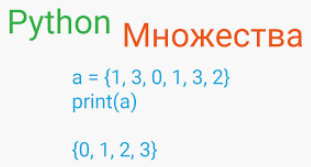 Python Множества
a = {1, 3, 0, 1, 3, 2}
print(a)
{0, 1, 2, 3}